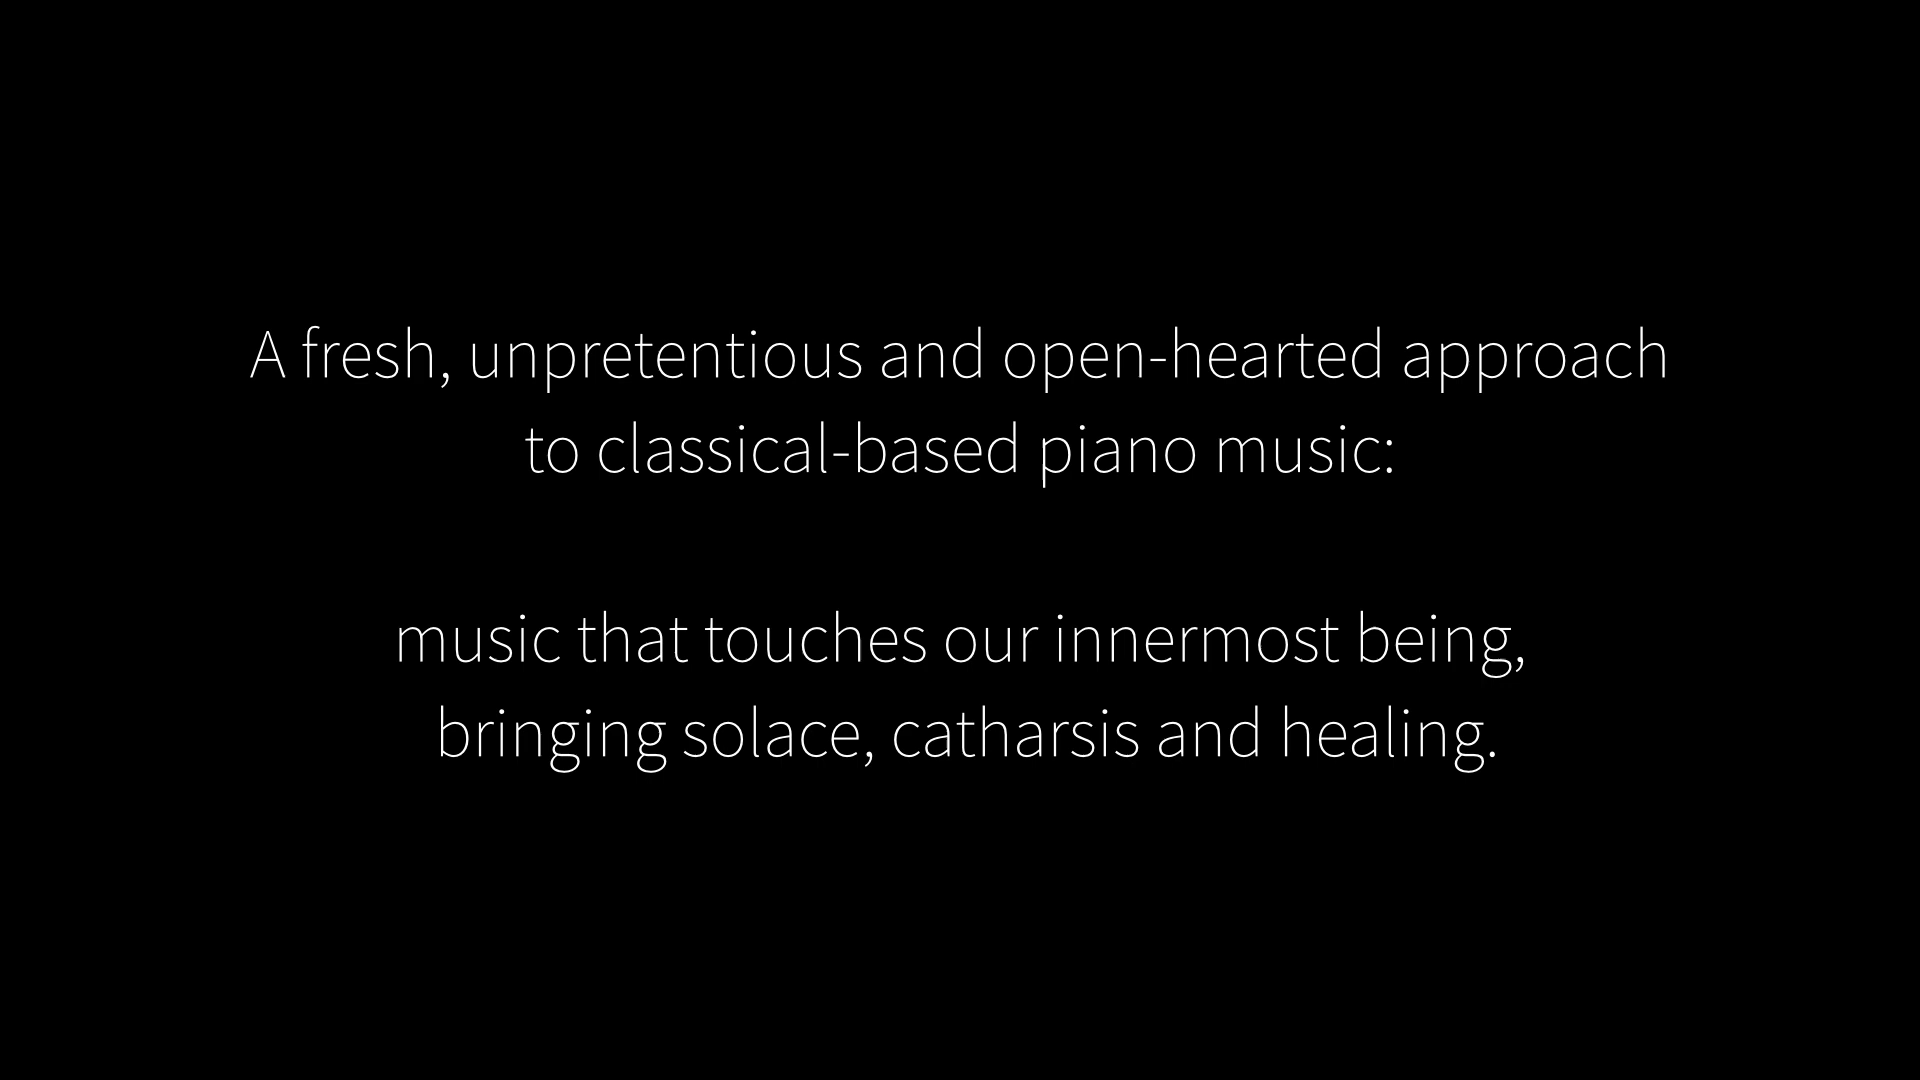 A fresh, unpretentious and open-hearted approach
to classical-based piano music:
music that touches our innermost being,
bringing solace, catharsis and healing.